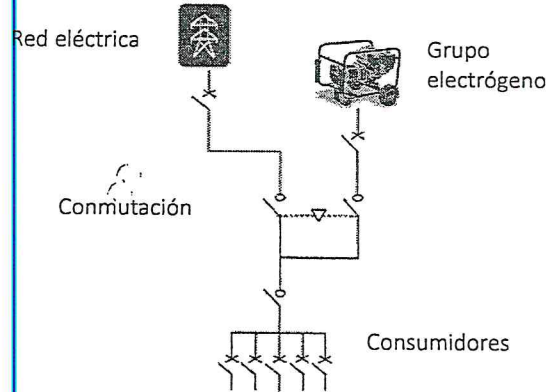 Red eléctrica
Grupo
electrógeno
Conmutación
Consumidores